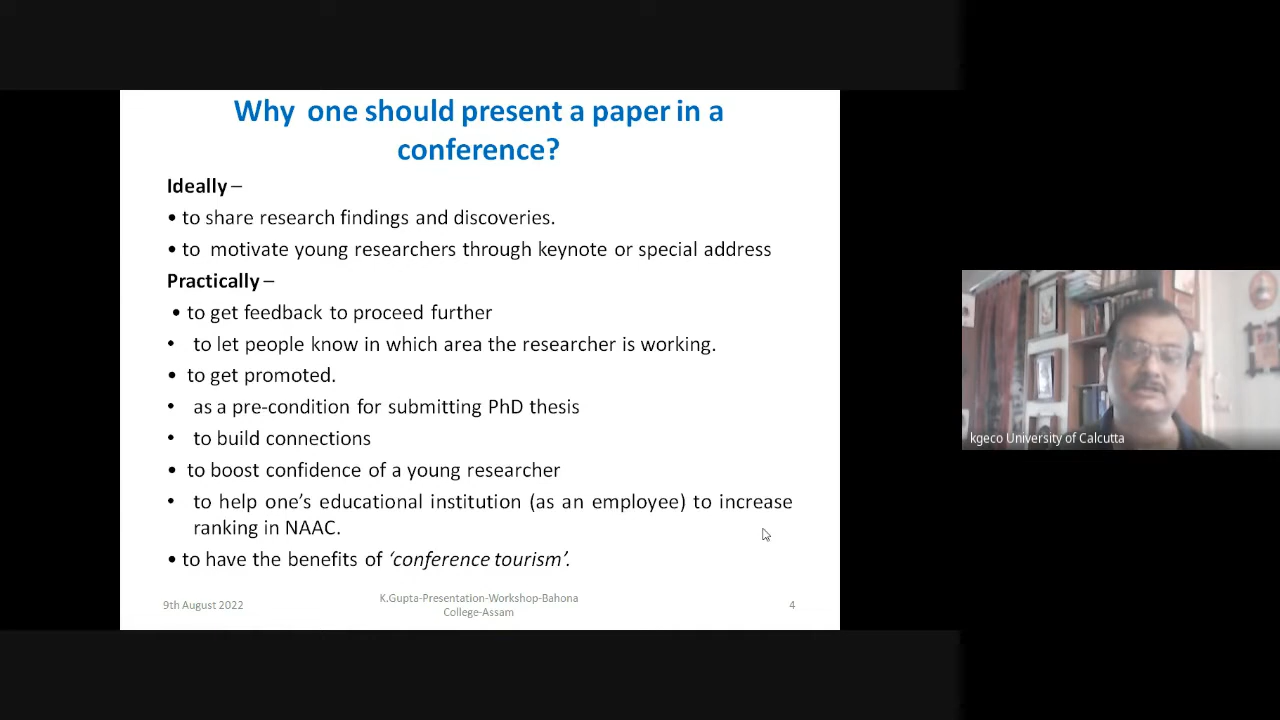 Why one should present a paper in a
conference?
Ideally –
• to share research findings and discoveries.
• to motivate young researchers through keynote or special address
Practically –
• to get feedback to proceed further
• to let people know in which area the researcher is working.
• to get promoted.
• as a pre-condition for submitting PhD thesis
• to build connections
• to boost confidence of a young researcher
• to help one's educational institution (as an employee) to increase
ranking in NAAC.
• to have the benefits of ‘conference tourism’.
9th August 2022
K.Gupta-Presentation-Workshop-Bahona
College-Assam
4
kgeco University of Calcutta